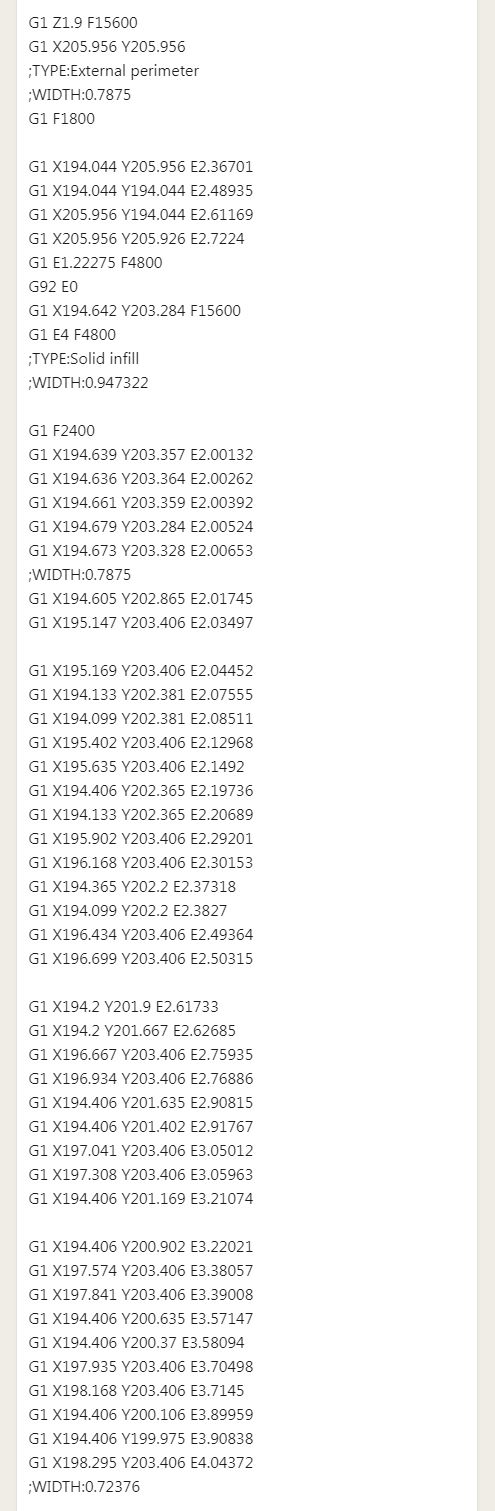 G1 Z1.9 F15600
G1 X205.956 Y205.956
;TYPE:External perimeter
;WIDTH:0.7875
G1 F1800
G1 X194.044 Y205.956 E2.36701
G1 X194.044 Y194.044 E2.48935
G1 X205.956 Y194.044 E2.61169
G1 X205.956 Y205.926 E2.7224
G1 E1.22275 F4800
G92 E0
G1 X194.642 Y203.284 F15600
G1 E4 F4800
;TYPE:Solid infill
;WIDTH:0.947322
G1 F2400
G1 X194.639 Y203.357 E2.00132
G1 X194.636 Y203.364 E2.00262
G1 X194.661 Y203.359 E2.00392
G1 X194.679 Y203.284 E2.00524
G1 X194.673 Y203.328 E2.00653
;WIDTH:0.7875
G1 X194.605 Y202.865 E2.01745
G1 X195.147 Y203.406 E2.03497
G1 X195.169 Y203.406 E2.04452
G1 X194.133 Y202.381 E2.07555
G1 X194.099 Y202.381 E2.08511
G1 X195.402 Y203.406 E2.12968
G1 X195.635 Y203.406 E2.1492
G1 X194.406 Y202.365 E2.19736
G1 X194.133 Y202.365 E2.20689
G1 X195.902 Y203.406 E2.29201
G1 X196.168 Y203.406 E2.30153
G1 X194.365 Y202.2 E2.37318
G1 X194.099 Y202.2 E2.3827
G1 X196.434 Y203.406 E2.49364
G1 X196.699 Y203.406 E2.50315
G1 X194.2 Y201.9 E2.61733
G1 X194.2 Y201.667 E2.62685
G1 X196.667 Y203.406 E2.75935
G1 X196.934 Y203.406 E2.76886
G1 X194.406 Y201.635 E2.90815
G1 X194.406 Y201.402 E2.91767
G1 X197.041 Y203.406 E3.05012
G1 X197.308 Y203.406 E3.05963
G1 X194.406 Y201.169 E3.21074
G1 X194.406 Y200.902 E3.22021
G1 X197.574 Y203.406 E3.38057
G1 X197.841 Y203.406 E3.39008
G1 X194.406 Y200.635 E3.57147
G1 X194.406 Y200.37 E3.58094
G1 X197.935 Y203.406 E3.70498
G1 X198.168 Y203.406 E3.7145
G1 X194.406 Y200.106 E3.89959
G1 X194.406 Y199.975 E3.90838
G1 X198.295 Y203.406 E4.04372
;WIDTH:0.72376